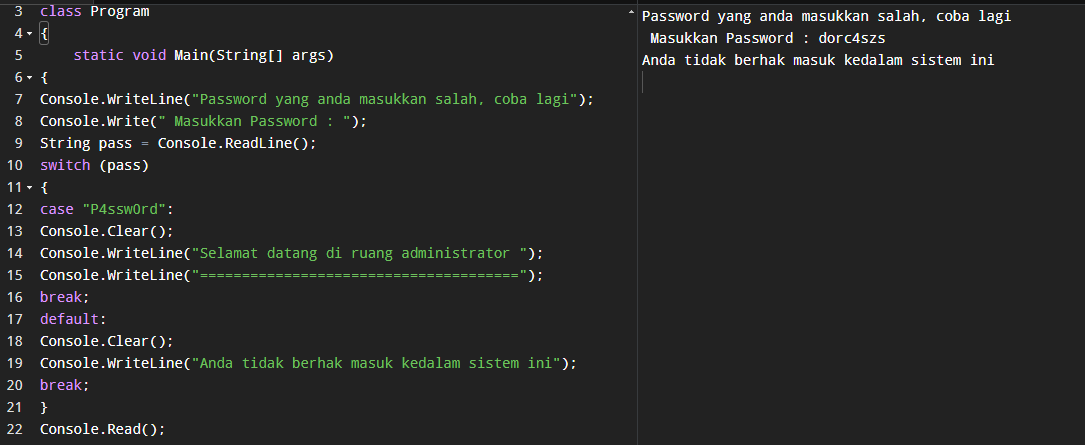 3 class Program
4 {
5 static void Main(String[] args)
6 {
7 Console.WriteLine("Password yang anda masukkan salah, coba lagi");
8 Console.Write(" Masukkan Password : ");
9 String pass = Console.ReadLine();
10 switch (pass)
11 {
12 case "P4ssw0rd":
13 Console.Clear();
14 Console.WriteLine("Selamat datang di ruang administrator ");
15 Console.WriteLine("======================================");
16 break;
17 default:
18 Console.Clear();
19 Console.WriteLine("Anda tidak berhak masuk kedalam sistem ini");
20 break;
21 }
22 Console.Read();
Password yang anda masukkan salah, coba lagi
Masukkan Password : dorc4szs
Anda tidak berhak masuk kedalam sistem ini